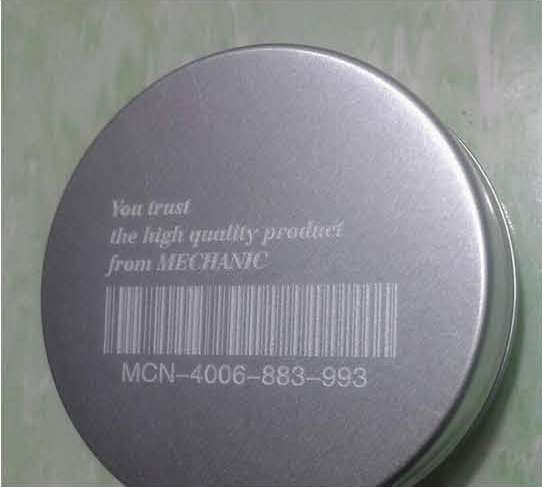 You trust
the high quality product
from MECHANIC
MCN-4006-883-993